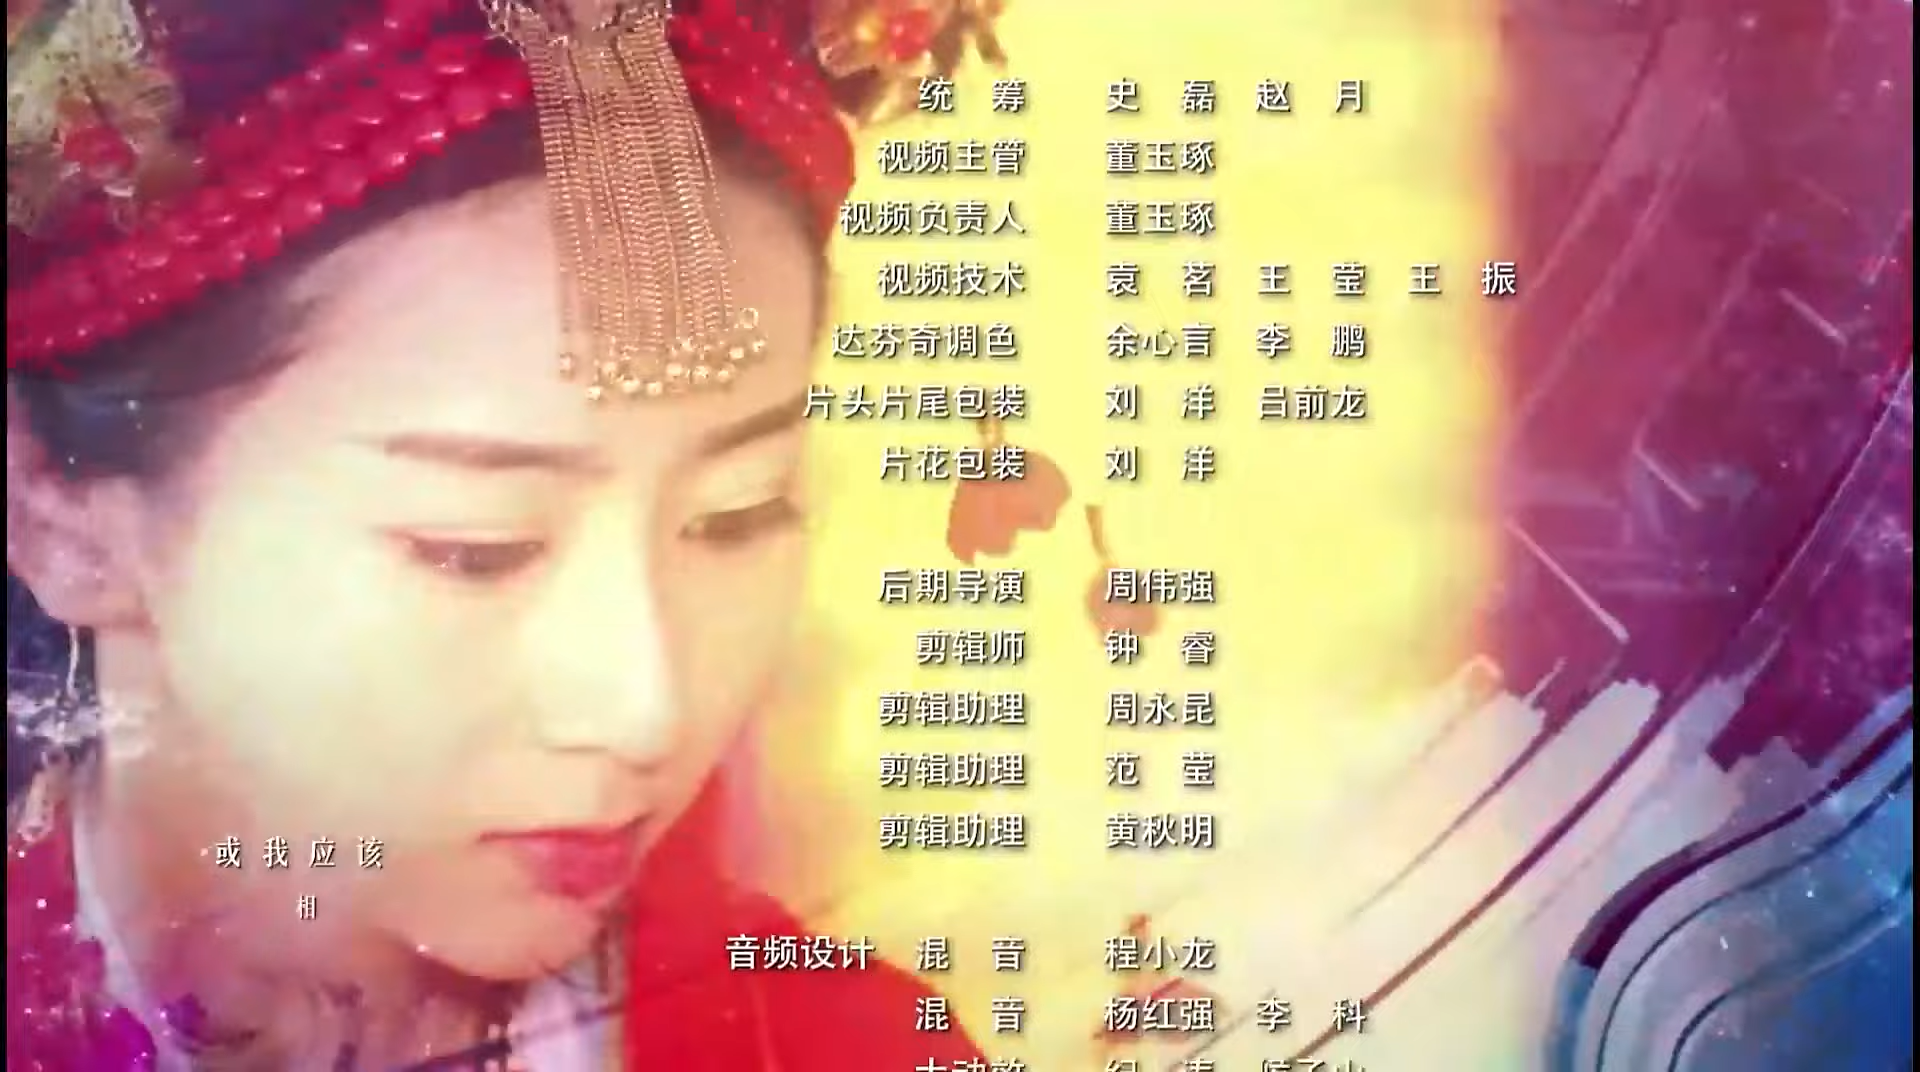 统 筹 史 磊 赵 月
视频主管 董玉琢
视频负责人 董玉琢
视频技术 袁 茗 王 莹 王 振
达芬奇调色 余心言 李 鹏
片头片尾包装 刘 洋 吕前龙
片花包装 刘 洋
后期导演 周伟强
剪辑师 钟 睿
剪辑助理 周永昆
剪辑助理 范 莹
剪辑助理 黄秋明
或我应该
相
音频设计 混 音 程小龙
混 音 杨红强 李 科